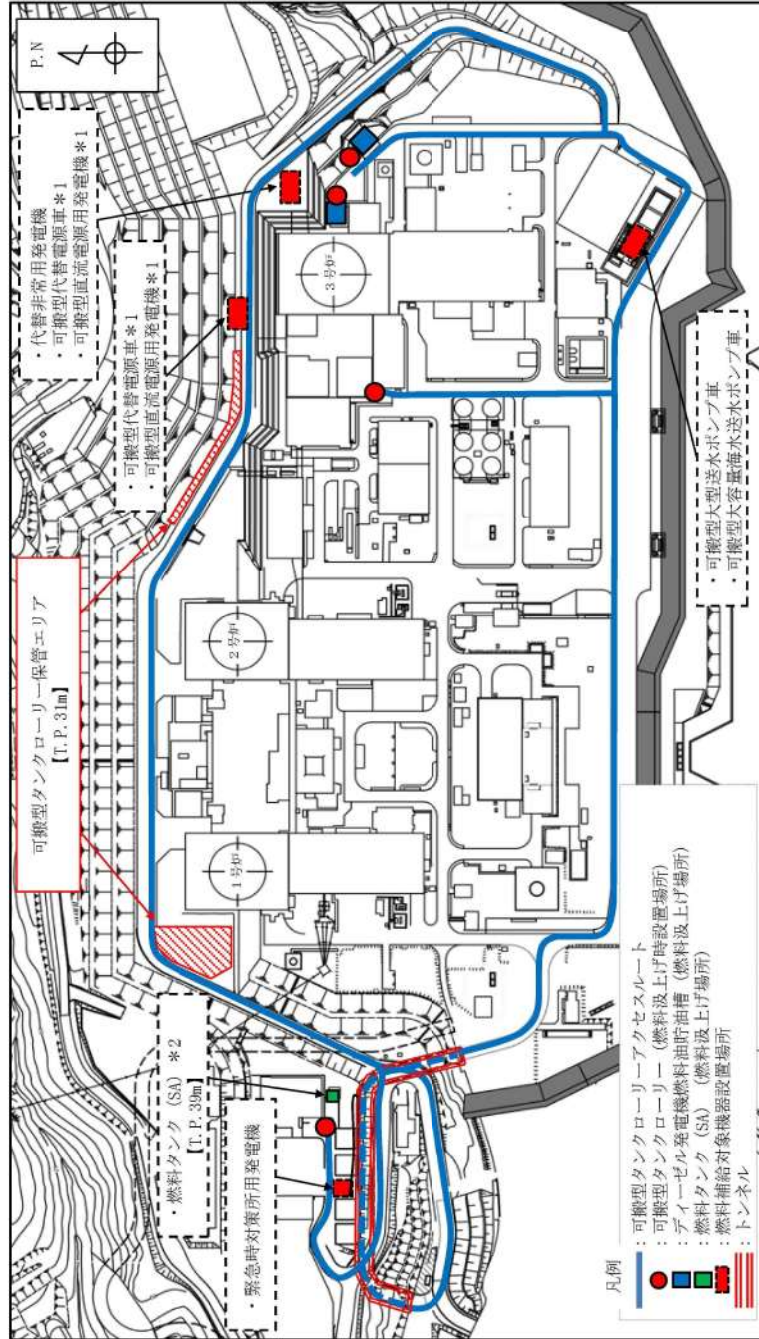 P.N
・代替非常用発電機
・可搬型代替電源車*1
・可搬型直流電源用発電機*1
・可搬型代替電源車*1
・可搬型直流電源用発電機*1
可搬型タンクローリー保管エリア
【T.P.31m】
・燃料タンク（SA）*2
【T.P.39m】
・緊急時対策所用発電機
1号炉
2号炉
3号炉
・可搬型大型送水ポンプ車
・可搬型大容量海水送水ポンプ車
凡例
：可搬型タンクローリーアクセスルート
：可搬型タンクローリー（燃料汲上げ時設置場所）
：ディーゼル発電機燃料油貯油槽（燃料汲上げ場所）
：燃料タンク（SA）（燃料汲上げ場所）
：燃料補給対象機器設置場所
：トンネル